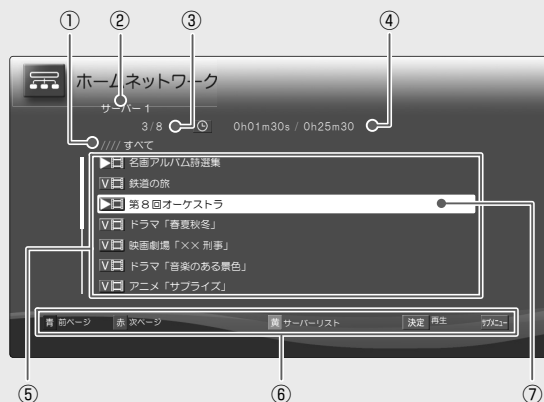 ① ② ③ ④
ホームネットワーク
サーバー 1
3/8 0h01m30s / 0h25m30
//// すべて
名画アルバム詩選集
V 鉄道の旅
第8回オーケストラ
V ドラマ「春夏秋冬」
V 映画劇場「×× 刑事」
V ドラマ「音楽のある景色」
V アニメ「サプライズ」
青 前ページ 赤 次ページ 黄 サーバーリスト 決定 再生 サブメニュー
⑤ ⑥ ⑦